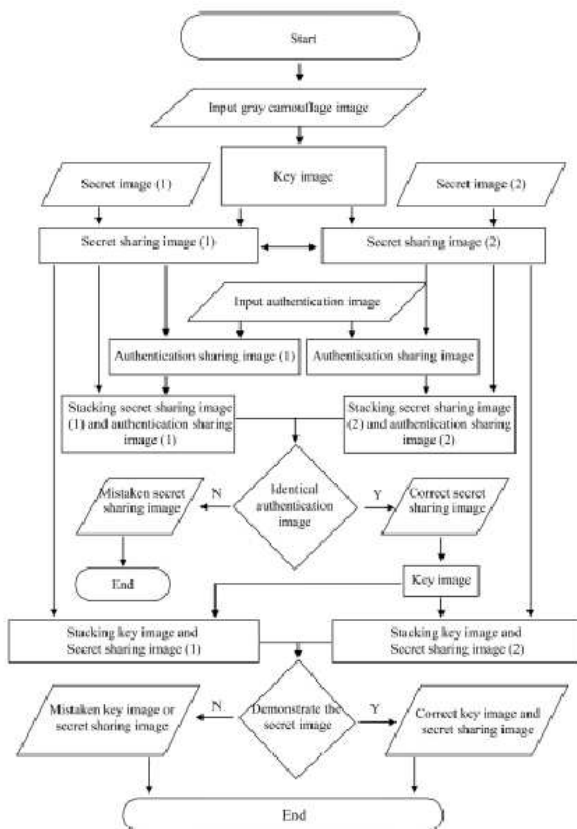 Start
Input gray camouflage image
Secret image (1)
Key image
Secret image (2)
Secret sharing image (1)
Secret sharing image (2)
Input authentication image
Authentication sharing image (1)
Authentication sharing image
Stacking secret sharing image
(1) and authentication sharing
image (1)
Stacking secret sharing image
(2) and authentication sharing
image (2)
Mistaken secret
sharing image
N
Identical
authentication
image
Y
Correct secret
sharing image
End
Key image
Stacking key image and
Secret sharing image (1)
Stacking key image and
Secret sharing image (2)
Mistaken key image or
secret sharing image
N
Demonstrate the
secret image
Y
Correct key image and
secret sharing image
End